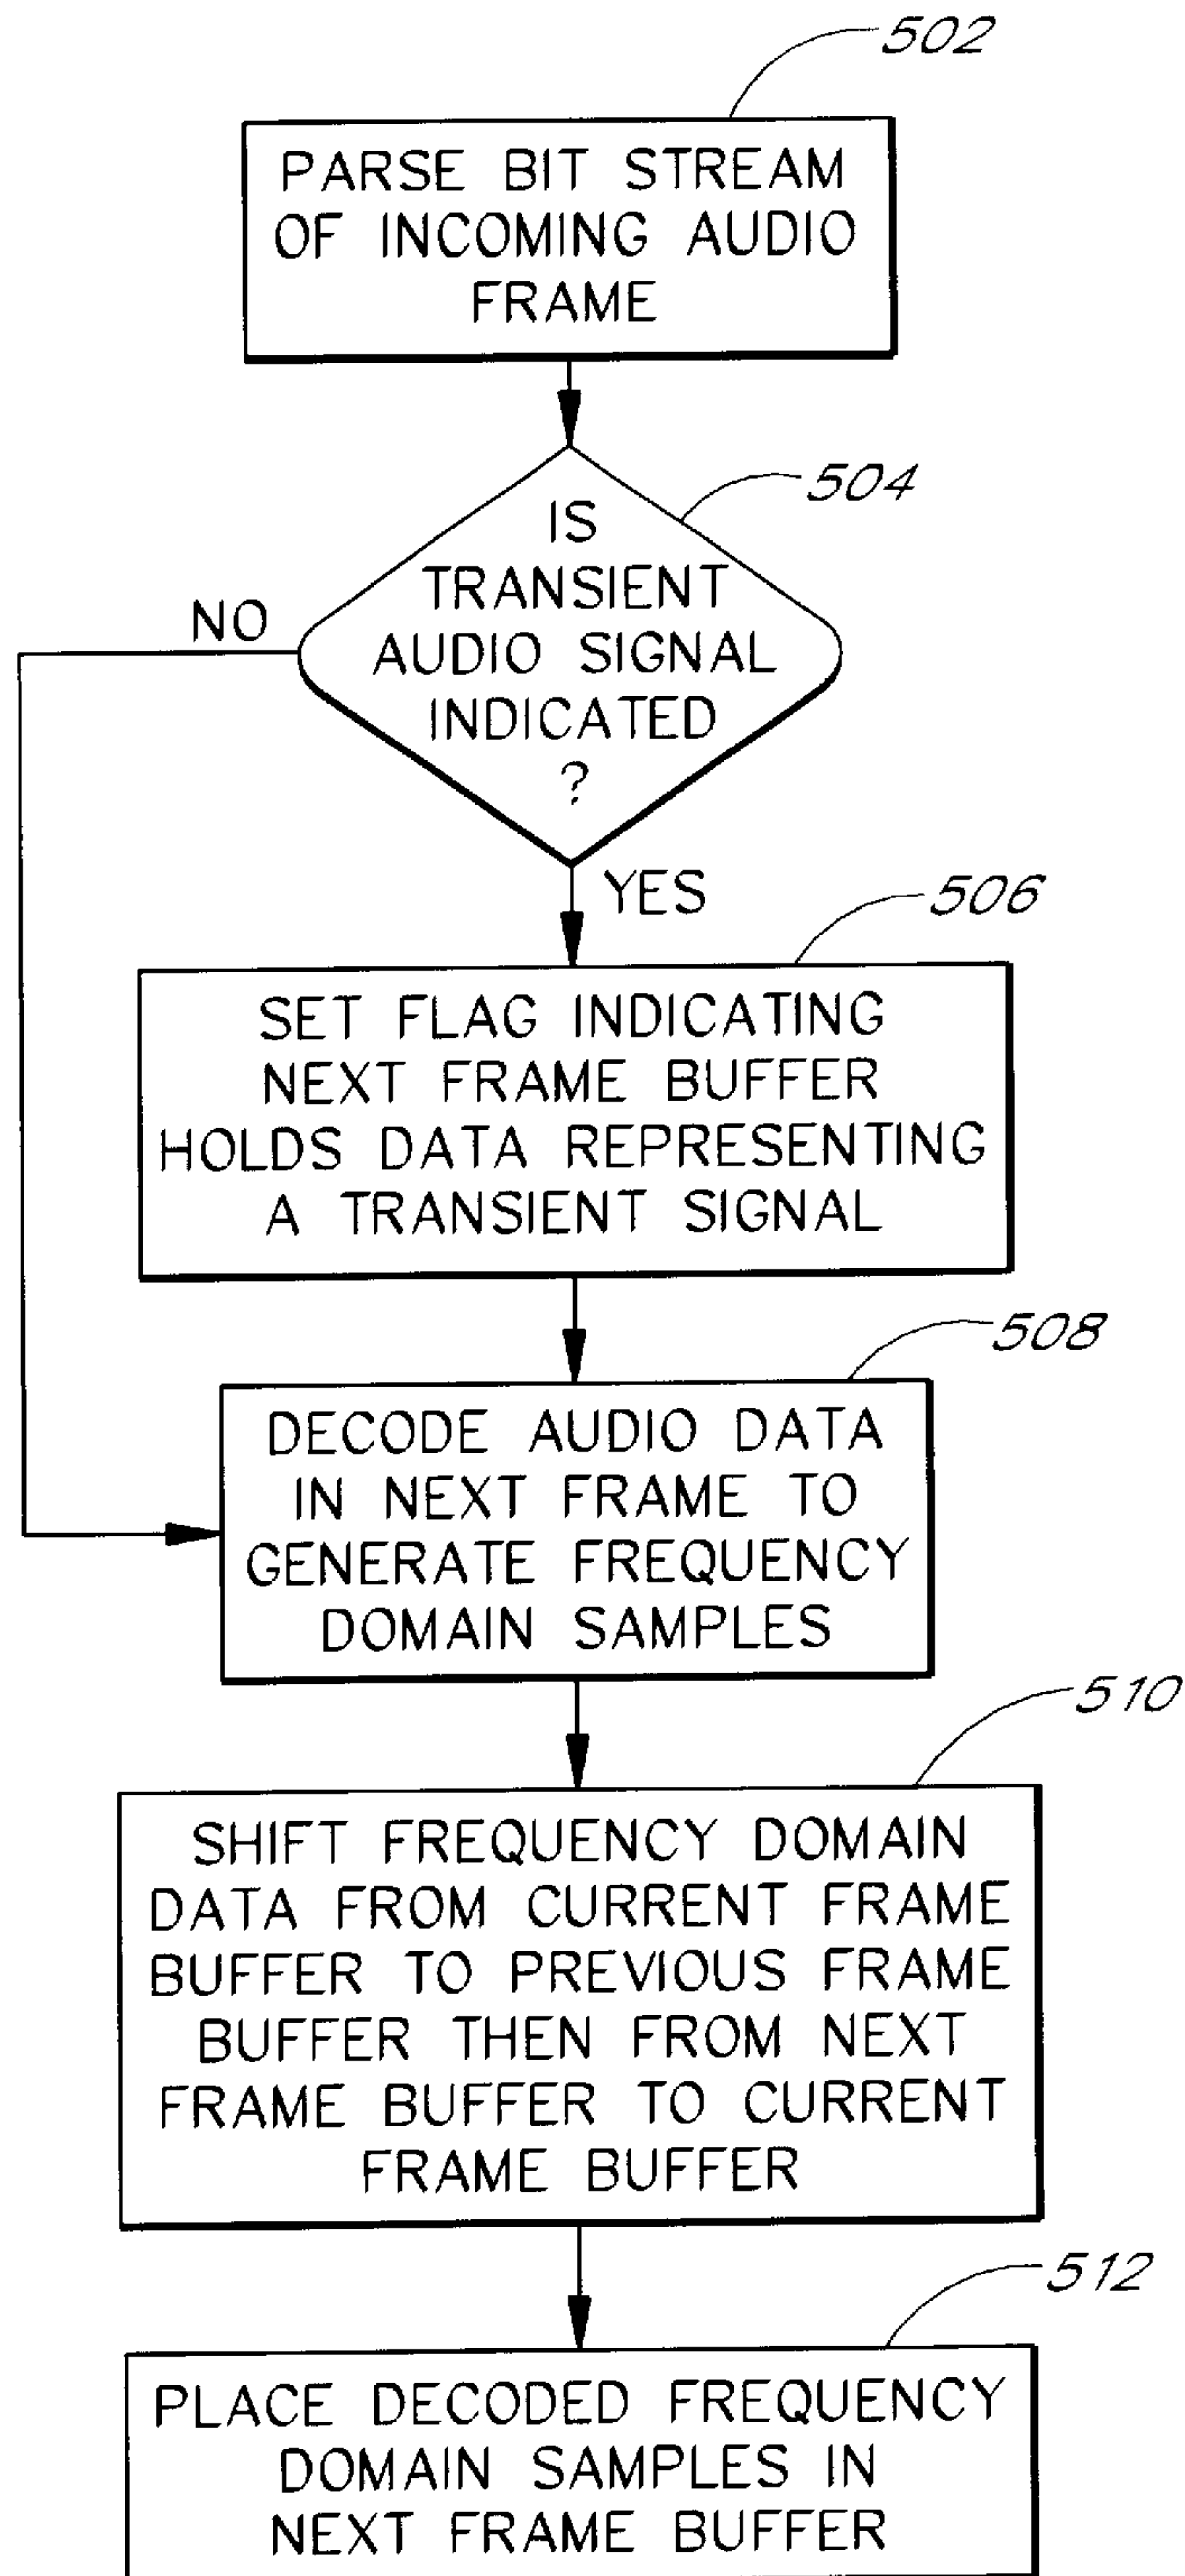 502
PARSE BIT STREAM
OF INCOMING AUDIO
FRAME
504
IS
TRANSIENT
AUDIO SIGNAL
INDICATED
?
NO
YES
506
SET FLAG INDICATING
NEXT FRAME BUFFER
HOLDS DATA REPRESENTING
A TRANSIENT SIGNAL
508
DECODE AUDIO DATA
IN NEXT FRAME TO
GENERATE FREQUENCY
DOMAIN SAMPLES
510
SHIFT FREQUENCY DOMAIN
DATA FROM CURRENT FRAME
BUFFER TO PREVIOUS FRAME
BUFFER THEN FROM NEXT
FRAME BUFFER TO CURRENT
FRAME BUFFER
512
PLACE DECODED FREQUENCY
DOMAIN SAMPLES IN
NEXT FRAME BUFFER